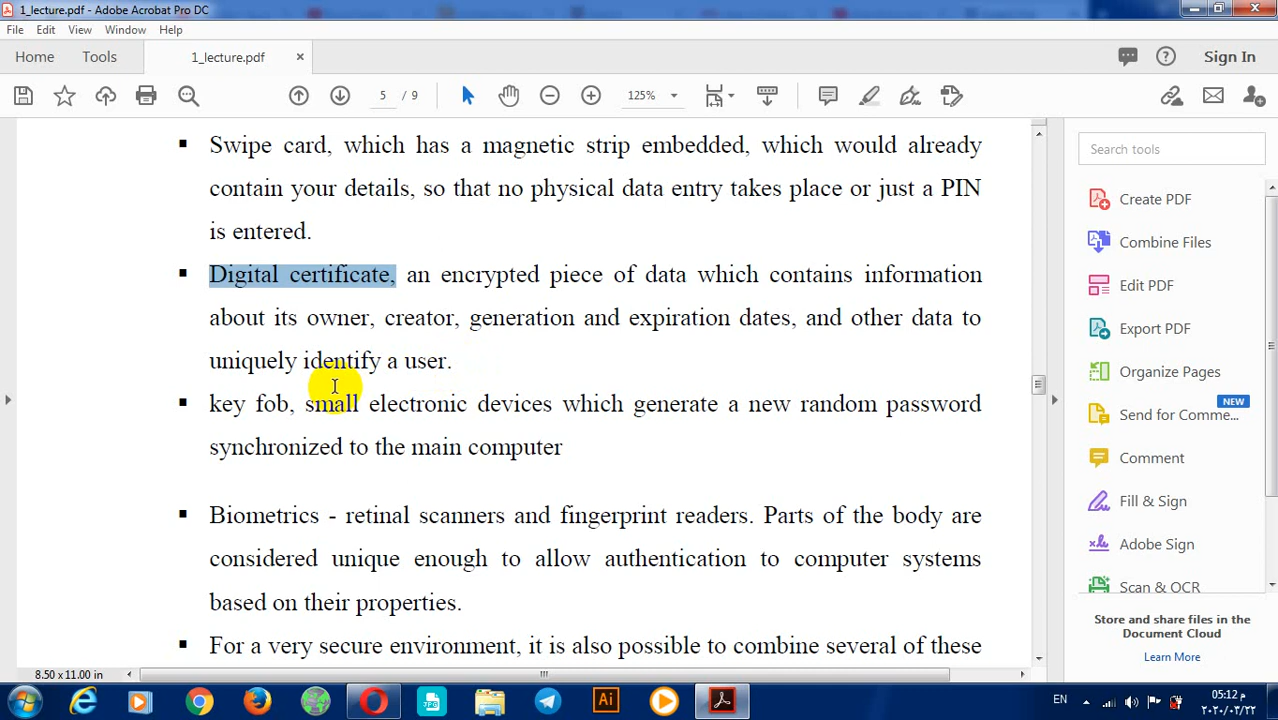 1_lecture.pdf - Adobe Acrobat Pro DC
File Edit View Window Help
Home Tools 1_lecture.pdf × Sign In
5 / 9 125%
▪ Swipe card, which has a magnetic strip embedded, which would already
contain your details, so that no physical data entry takes place or just a PIN
is entered.
▪ Digital certificate, an encrypted piece of data which contains information
about its owner, creator, generation and expiration dates, and other data to
uniquely identify a user.
▪ key fob, small electronic devices which generate a new random password
synchronized to the main computer
▪ Biometrics - retinal scanners and fingerprint readers. Parts of the body are
considered unique enough to allow authentication to computer systems
based on their properties.
▪ For a very secure environment, it is also possible to combine several of these
Search tools
Create PDF
Combine Files
Edit PDF
Export PDF
Organize Pages
NEW
Send for Comme...
Comment
Fill & Sign
Adobe Sign
Scan & OCR
Store and share files in the
Document Cloud
Learn More
8.50 x 11.00 in
JPG
Ai
EN
05:12 م
٢٠٢٠/٠٣/٢٢